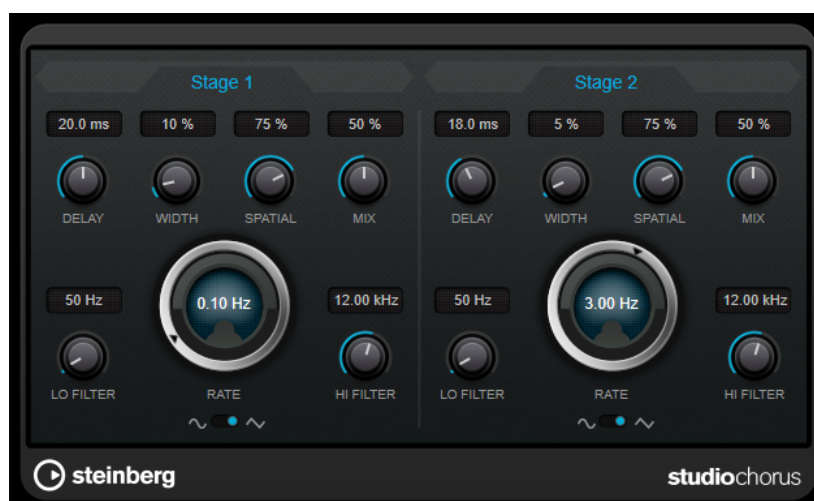 Stage 1
20.0 ms 10 % 75 % 50 %
DELAY WIDTH SPATIAL MIX
50 Hz 0.10 Hz 12.00 kHz
LO FILTER RATE HI FILTER
Stage 2
18.0 ms 5 % 75 % 50 %
DELAY WIDTH SPATIAL MIX
50 Hz 3.00 Hz 12.00 kHz
LO FILTER RATE HI FILTER
steinberg
studiochorus